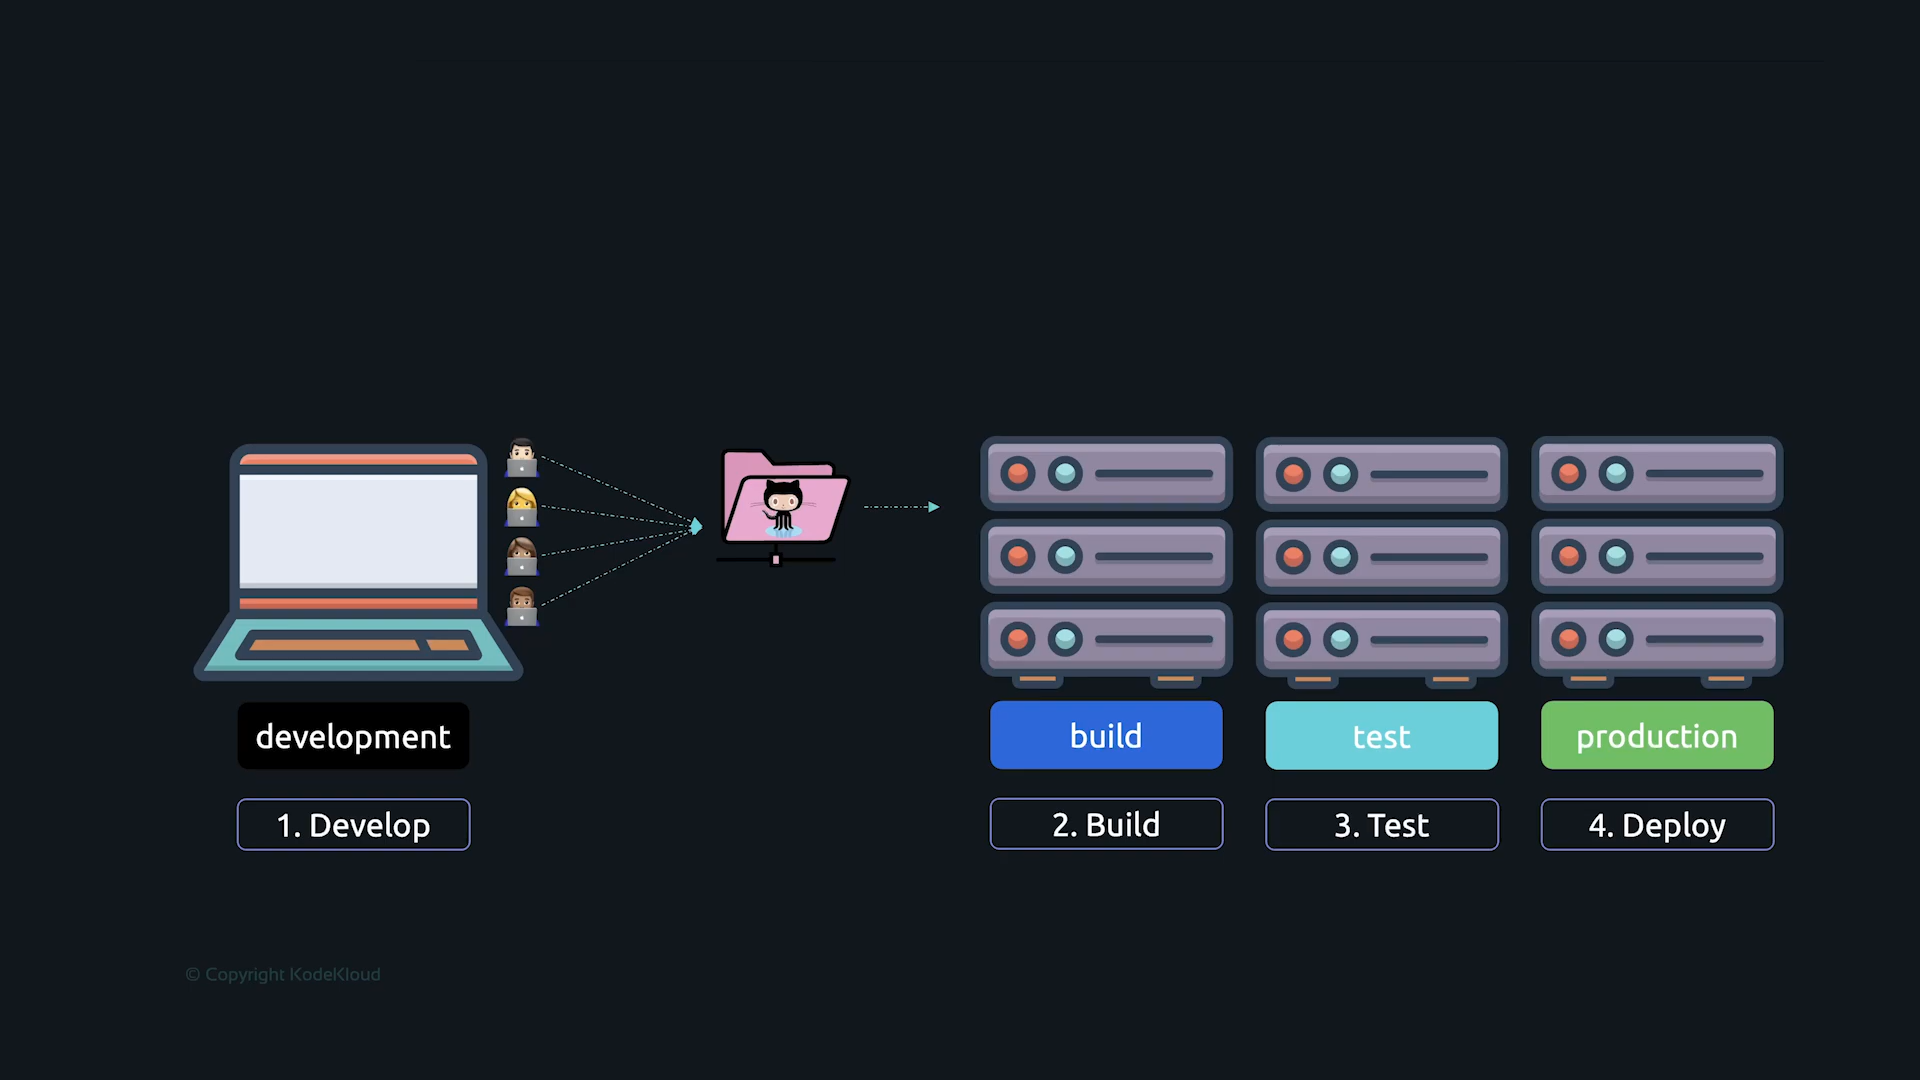 development
build
test
production
1. Develop
2. Build
3. Test
4. Deploy
© Copyright KodeKloud